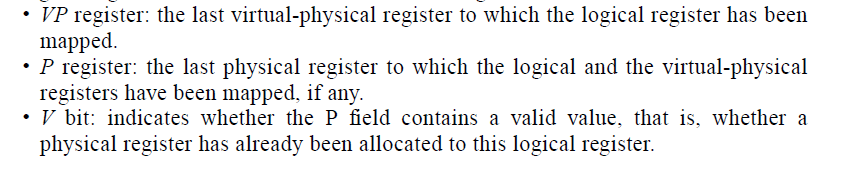 • VP register: the last virtual-physical register to which the logical register has been
mapped.
• P register: the last physical register to which the logical and the virtual-physical
registers have been mapped, if any.
• V bit: indicates whether the P field contains a valid value, that is, whether a
physical register has already been allocated to this logical register.